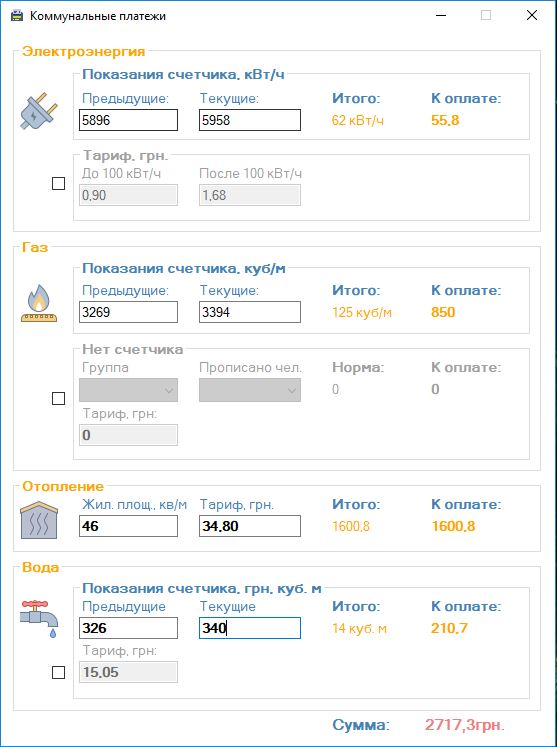 Коммунальные платежи
Электроэнергия
Показания счетчика, кВт/ч
Предыдущие: Текущие: Итого: К оплате:
5896 5958 62 кВт/ч 55,8
Тариф, грн.
До 100 кВт/ч После 100 кВт/ч
0,90 1,68
Газ
Показания счетчика, куб/м
Предыдущие: Текущие: Итого: К оплате:
3269 3394 125 куб/м 850
Нет счетчика
Группа Прописано чел. Норма: К оплате:
0 0
Тариф, грн:
0
Отопление
Жил. площ., кв/м Тариф, грн. Итого: К оплате:
46 34.80 1600,8 1600,8
Вода
Показания счетчика, грн, куб. м
Предыдущие Текущие Итого: К оплате:
326 340 14 куб. м 210,7
Тариф, грн:
15.05
Сумма: 2717,3грн.